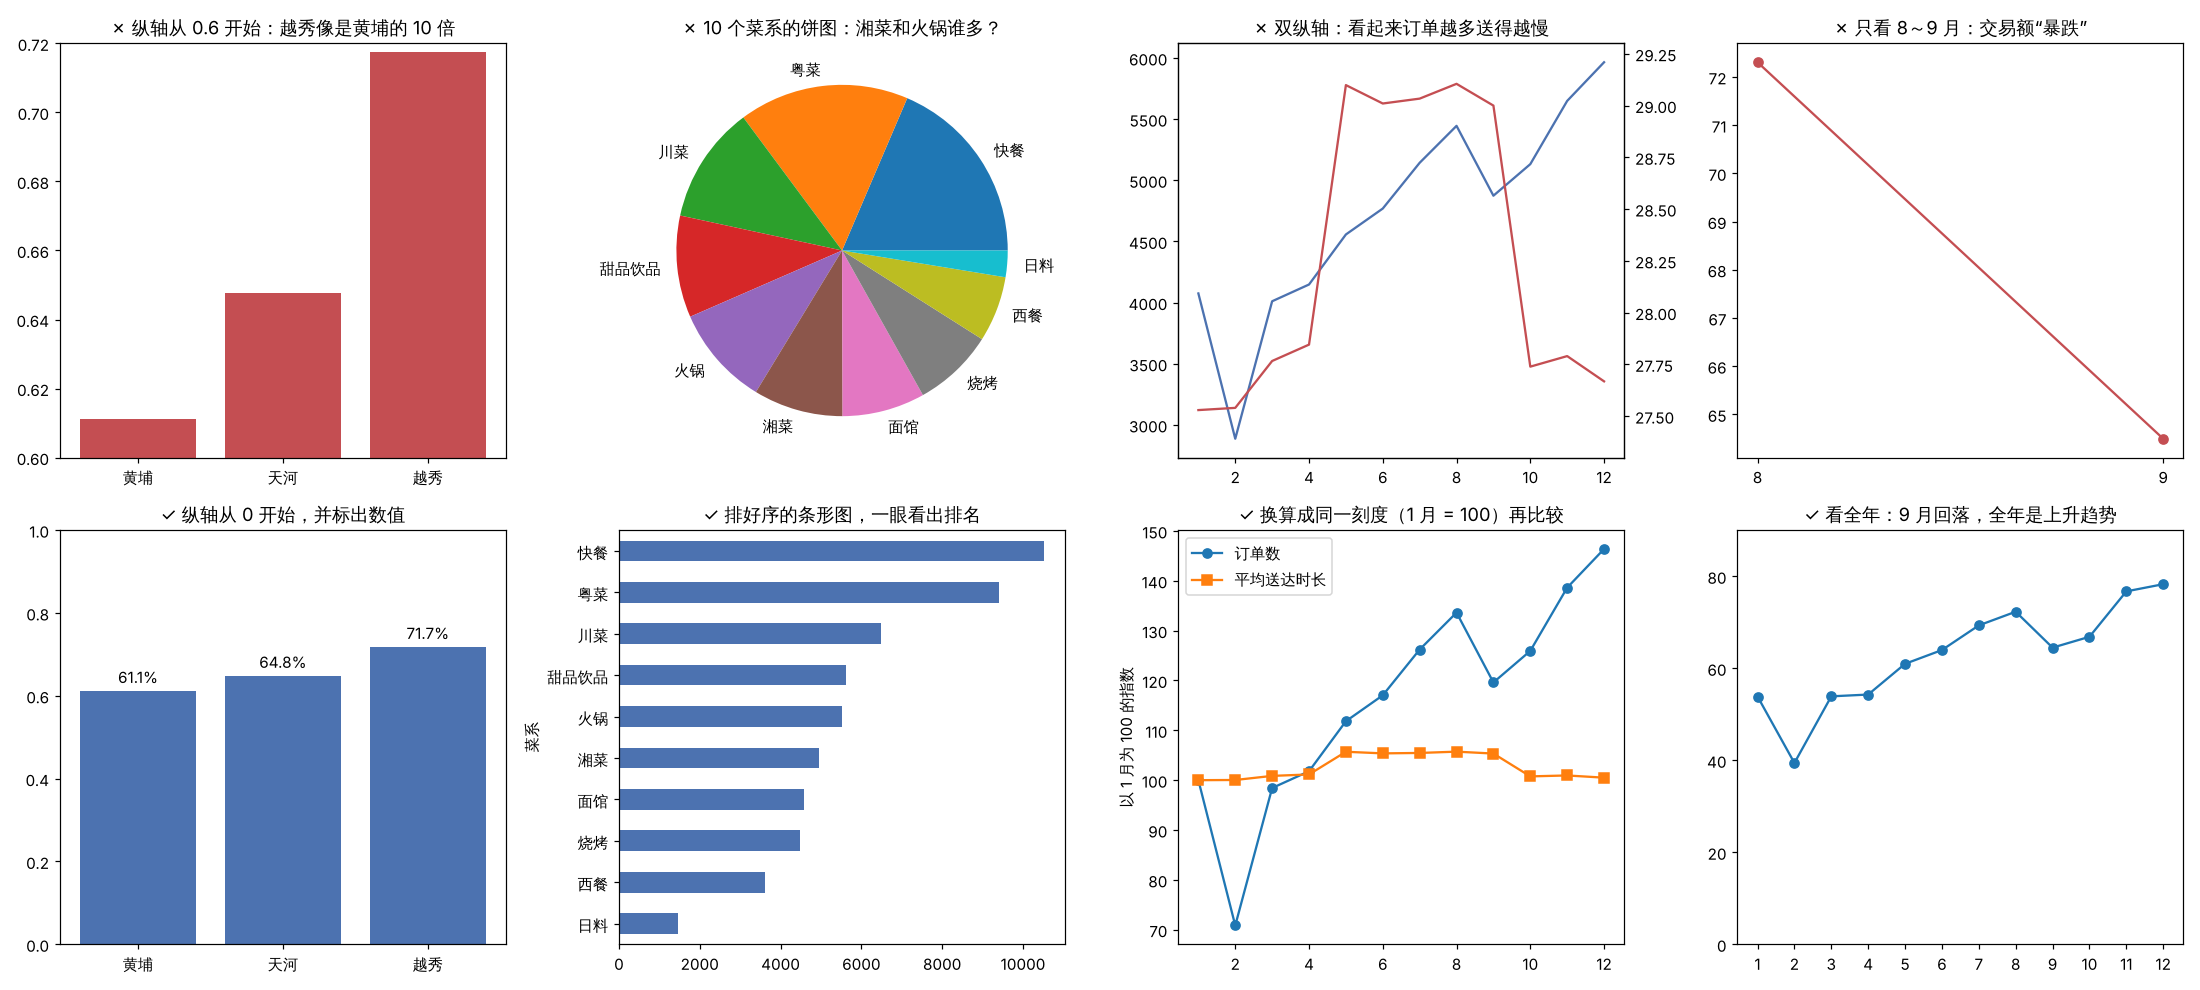 × 纵轴从 0.6 开始：越秀像是黄埔的 10 倍
0.72
0.70
0.68
0.66
0.64
0.62
0.60
黄埔
天河
越秀
× 10 个菜系的饼图：湘菜和火锅谁多？
快餐
粤菜
川菜
甜品饮品
火锅
湘菜
面馆
烧烤
西餐
日料
× 双纵轴：看起来订单越多送得越慢
6000
5500
5000
4500
4000
3500
3000
29.25
29.00
28.75
28.50
28.25
28.00
27.75
27.50
2
4
6
8
10
12
× 只看 8～9 月：交易额“暴跌”
72
71
70
69
68
67
66
65
8
9
✓ 纵轴从 0 开始，并标出数值
1.0
0.8
0.6
0.4
0.2
0.0
61.1%
64.8%
71.7%
黄埔
天河
越秀
✓ 排好序的条形图，一眼看出排名
菜系
快餐
粤菜
川菜
甜品饮品
火锅
湘菜
面馆
烧烤
西餐
日料
0
2000
4000
6000
8000
10000
✓ 换算成同一刻度（1 月 = 100）再比较
以 1 月为 100 的指数
150
140
130
120
110
100
90
80
70
订单数
平均送达时长
2
4
6
8
10
12
✓ 看全年：9 月回落，全年是上升趋势
80
60
40
20
0
1
2
3
4
5
6
7
8
9
10
11
12